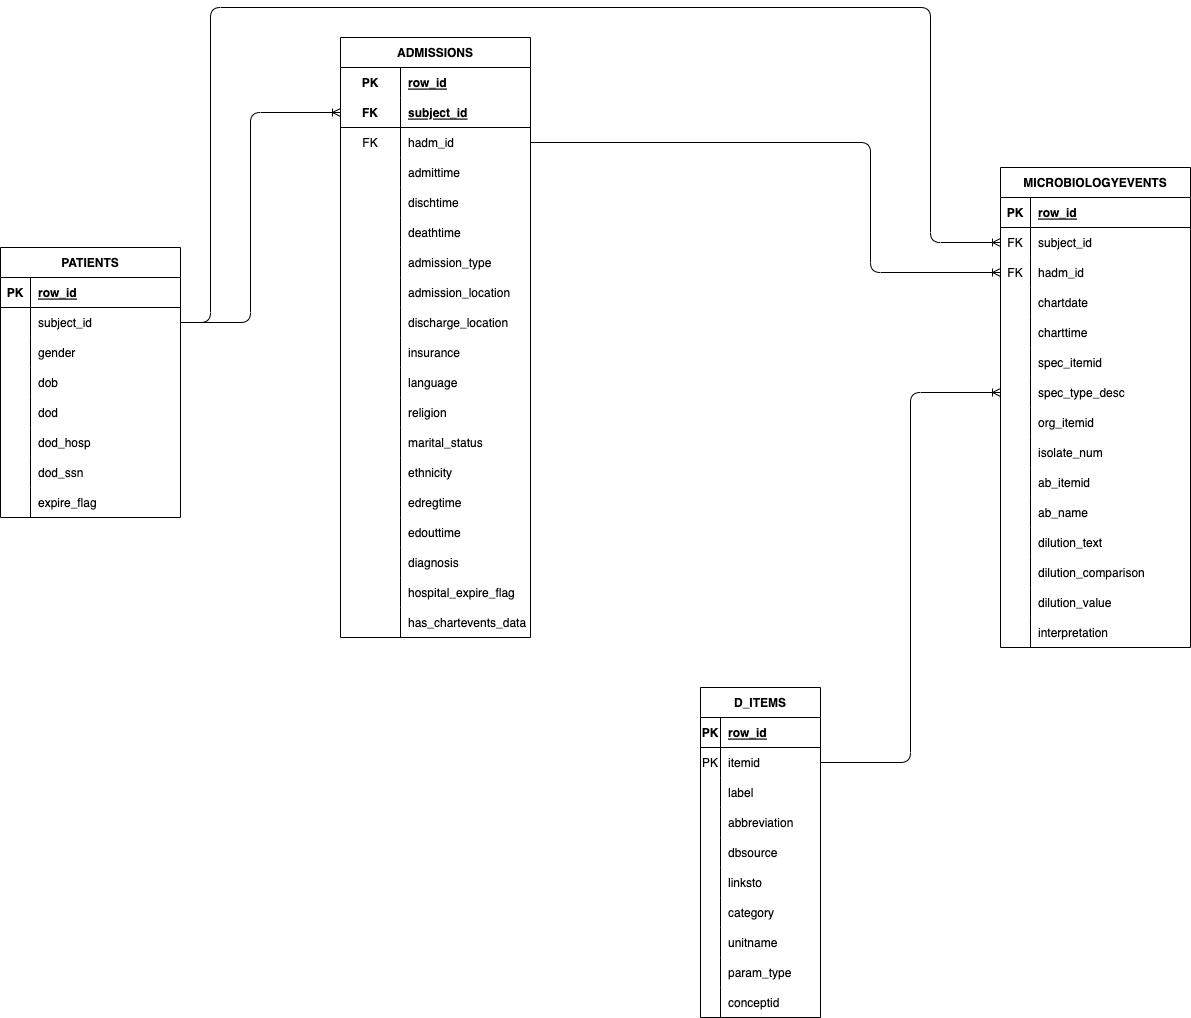 ADMISSIONS
PK row_id
FK subject_id
FK hadm_id
admittime
dischtime
deathtime
admission_type
admission_location
discharge_location
insurance
language
religion
marital_status
ethnicity
edregtime
edouttime
diagnosis
hospital_expire_flag
has_chartevents_data
MICROBIOLOGYEVENTS
PK row_id
FK subject_id
FK hadm_id
chartdate
charttime
spec_itemid
spec_type_desc
org_itemid
isolate_num
ab_itemid
ab_name
dilution_text
dilution_comparison
dilution_value
interpretation
PATIENTS
PK row_id
subject_id
gender
dob
dod
dod_hosp
dod_ssn
expire_flag
D_ITEMS
PK row_id
PK itemid
label
abbreviation
dbsource
linksto
category
unitname
param_type
conceptid